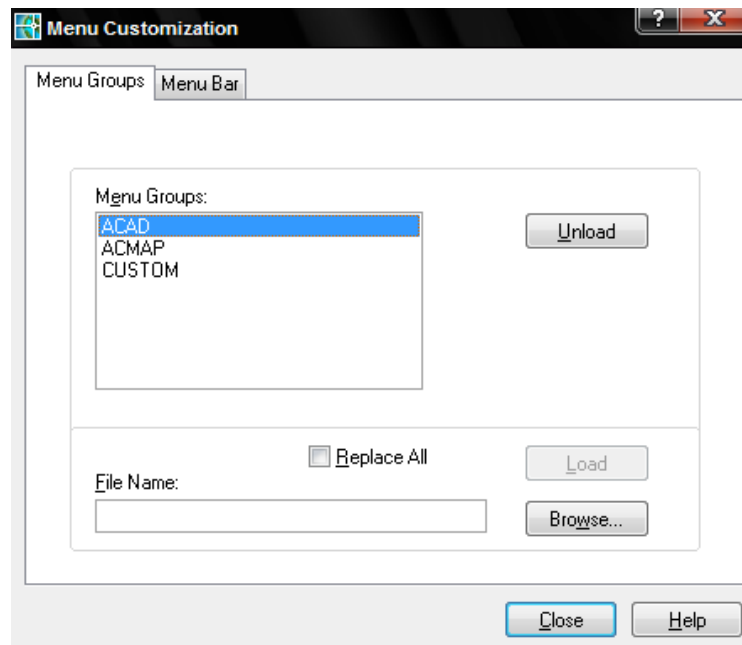 Menu Customization
?
X
Menu Groups
Menu Bar
Menu Groups:
ACAD
ACMAP
CUSTOM
Unload
Replace All
Load
File Name:
Browse...
Close
Help